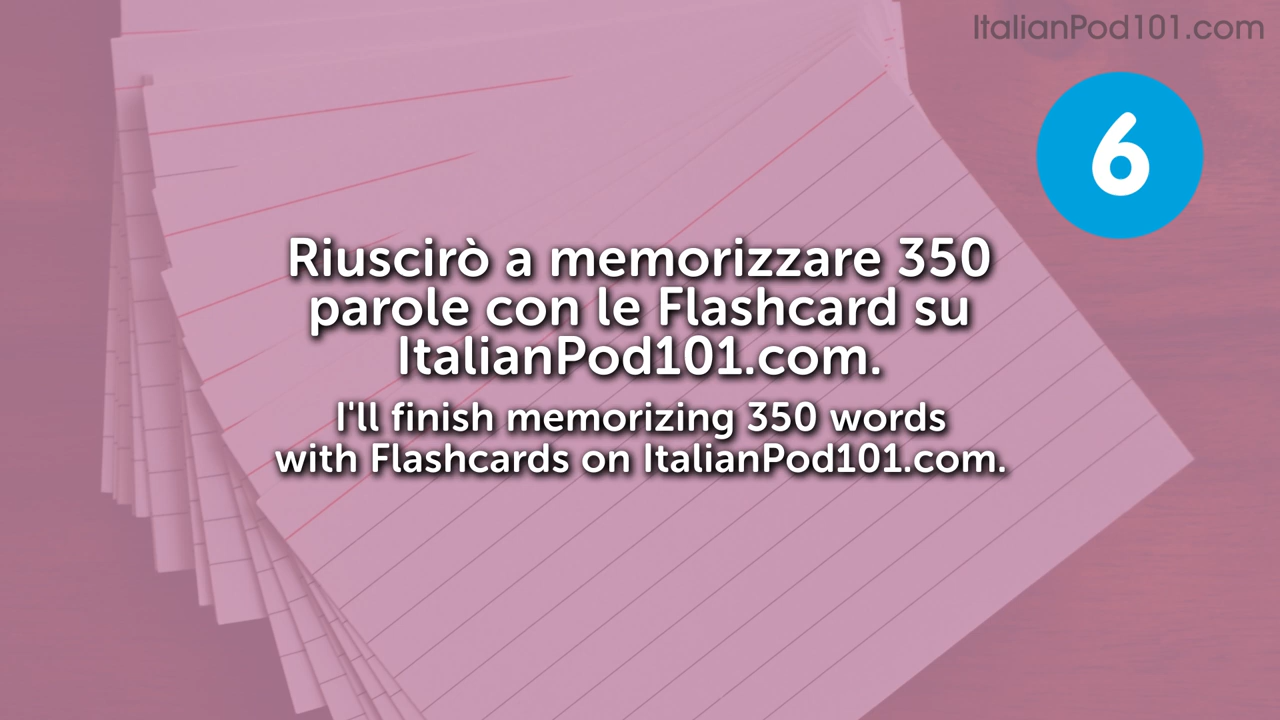 ItalianPod101.com
6
Riuscirò a memorizzare 350
parole con le Flashcard su
ItalianPod101.com.
I'll finish memorizing 350 words
with Flashcards on ItalianPod101.com.